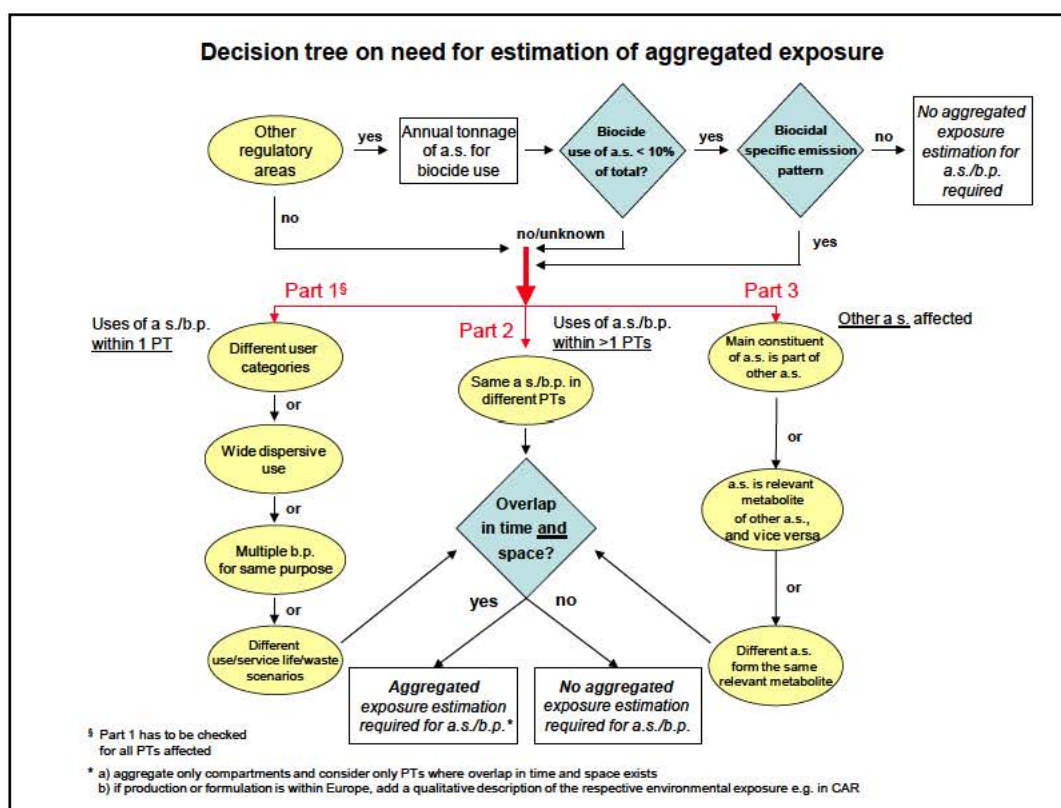 Decision tree on need for estimation of aggregated exposure
Other
regulatory
areas
yes
Annual tonnage
of a.s. for
biocide use
Biocide
use of a.s. < 10%
of total?
yes
Biocidal
specific emission
pattern
no
No aggregated
exposure
estimation for
a.s./b.p.
required
no
no/unknown
yes
Part 1§
Part 2
Part 3
Uses of a s./b.p.
within 1 PT
Uses of a.s./b.p.
within >1 PTs
Other a s. affected
Different user
categories
or
Wide dispersive
use
or
Multiple b.p.
for same purpose
or
Different
use/service life/waste
scenarios
Same a s./b.p. in
different PTs
Overlap
in time and
space?
yes
no
Main constituent
of a.s. is part of
other a.s.
or
a.s. is relevant
metabolite
of other a.s.,
and vice versa
or
Different a.s.
form the same
relevant metabolite
Aggregated
exposure estimation
required for a.s./b.p.*
No aggregated
exposure estimation
required for a.s./b.p.
§ Part 1 has to be checked
for all PTs affected
* a) aggregate only compartments and consider only PTs where overlap in time and space exists
b) if production or formulation is within Europe, add a qualitative description of the respective environmental exposure e.g. in CAR